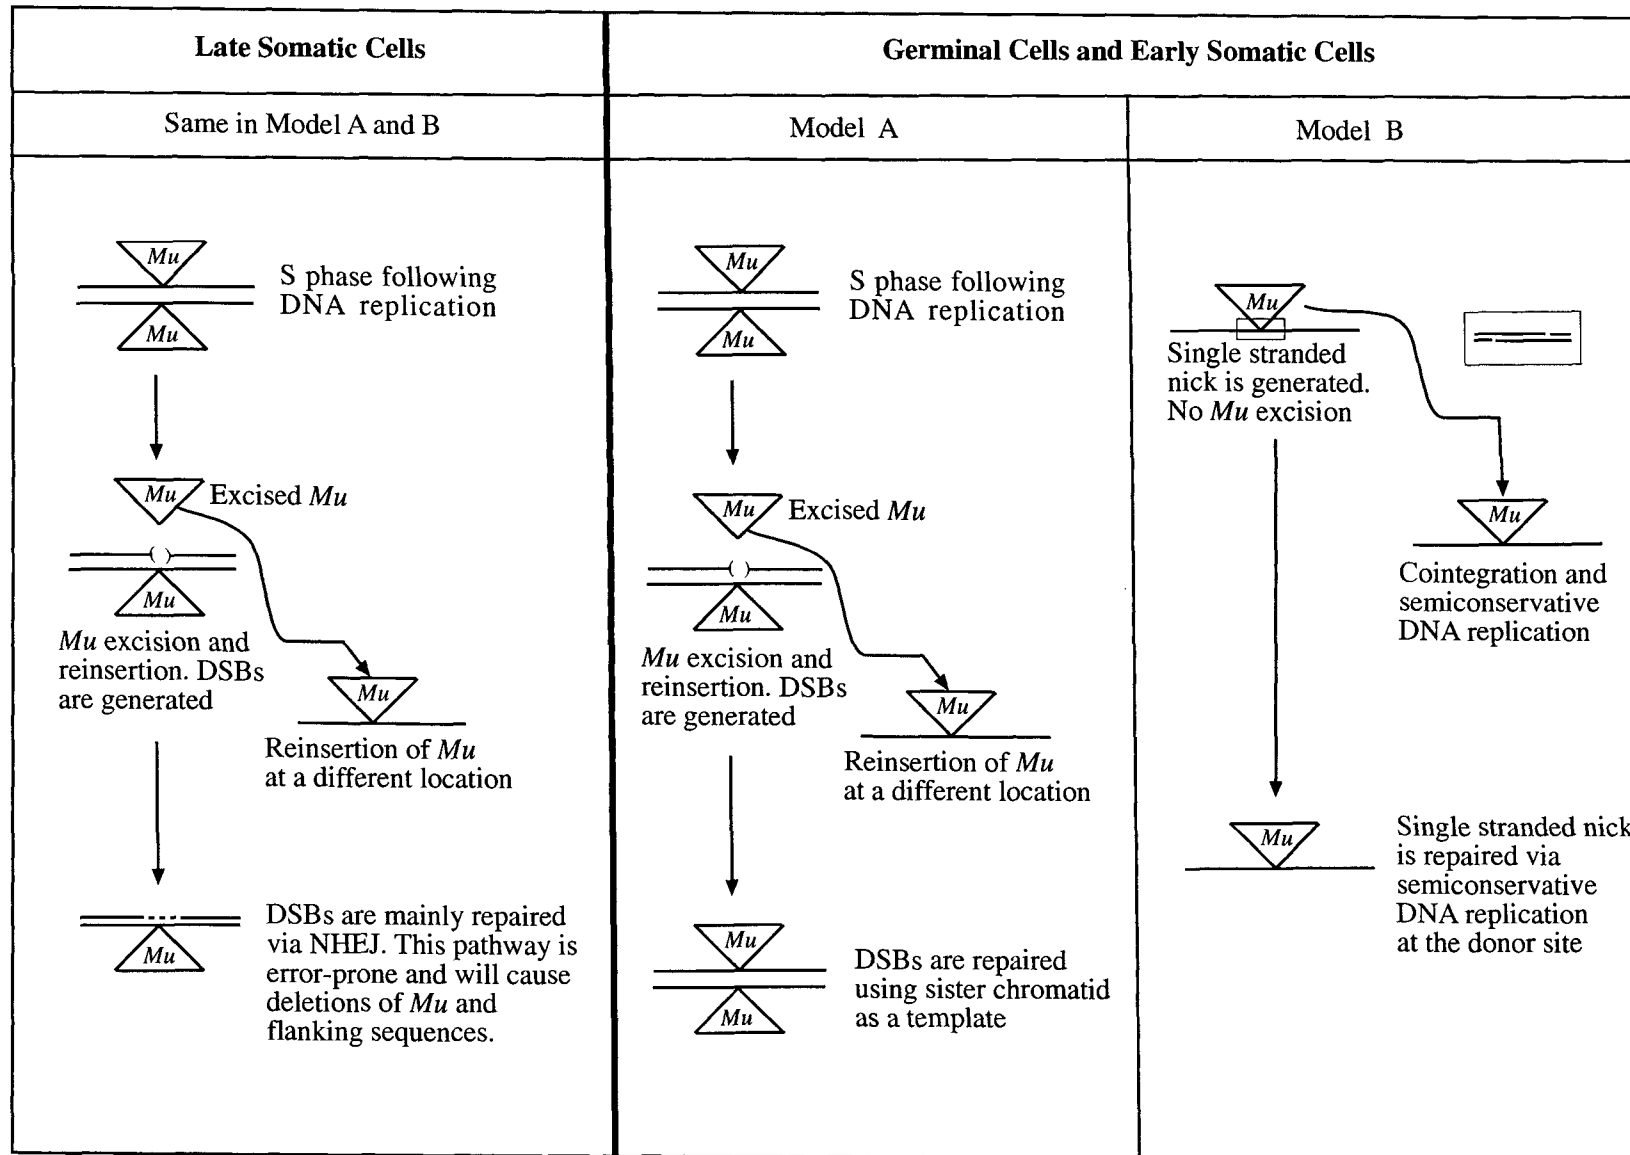 Late Somatic Cells
Germinal Cells and Early Somatic Cells
Same in Model A and B
Model A
Model B
Mu
S phase following
DNA replication
Mu
Mu
Excised Mu
Mu
Mu excision and
reinsertion. DSBs
are generated
Mu
Reinsertion of Mu
at a different location
DSBs are mainly repaired
via NHEJ. This pathway is
error-prone and will cause
deletions of Mu and
flanking sequences.
Mu
Mu
S phase following
DNA replication
Mu
Mu
Excised Mu
Mu
Mu excision and
reinsertion. DSBs
are generated
Mu
Reinsertion of Mu
at a different location
Mu
DSBs are repaired
using sister chromatid
as a template
Mu
Mu
Single stranded
nick is generated.
No Mu excision
Mu
Cointegration and
semiconservative
DNA replication
Mu
Single stranded nick
is repaired via
semiconservative
DNA replication
at the donor site